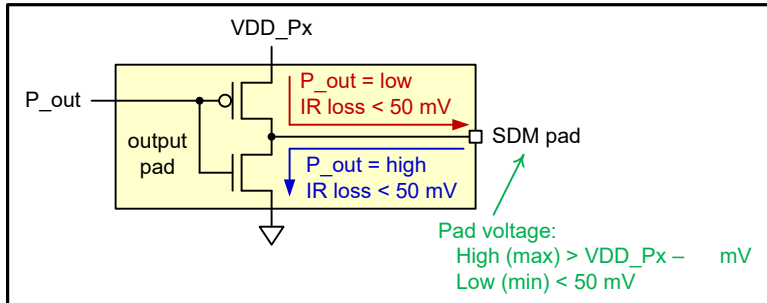 VDD_Px
P_out
P_out = low
IR loss < 50 mV
output
pad
P_out = high
IR loss < 50 mV
SDM pad
Pad voltage:
High (max) > VDD_Px – mV
Low (min) < 50 mV